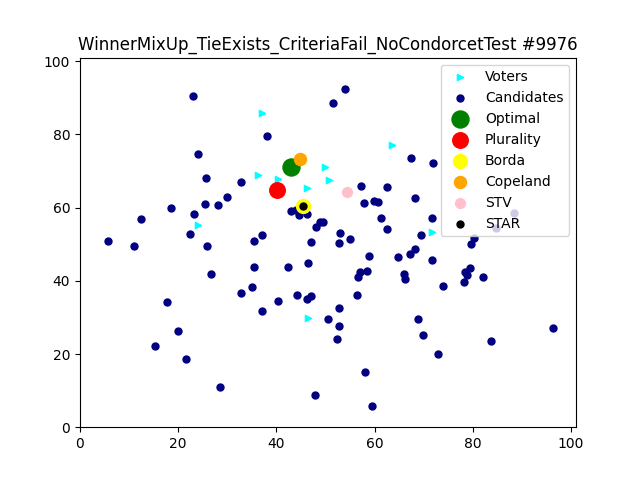 WinnerMixUp_TieExists_CriteriaFail_NoCondorcetTest #9976
100
80
60
40
20
0
0
20
40
60
80
100
Voters
Candidates
Optimal
Plurality
Borda
Copeland
STV
STAR